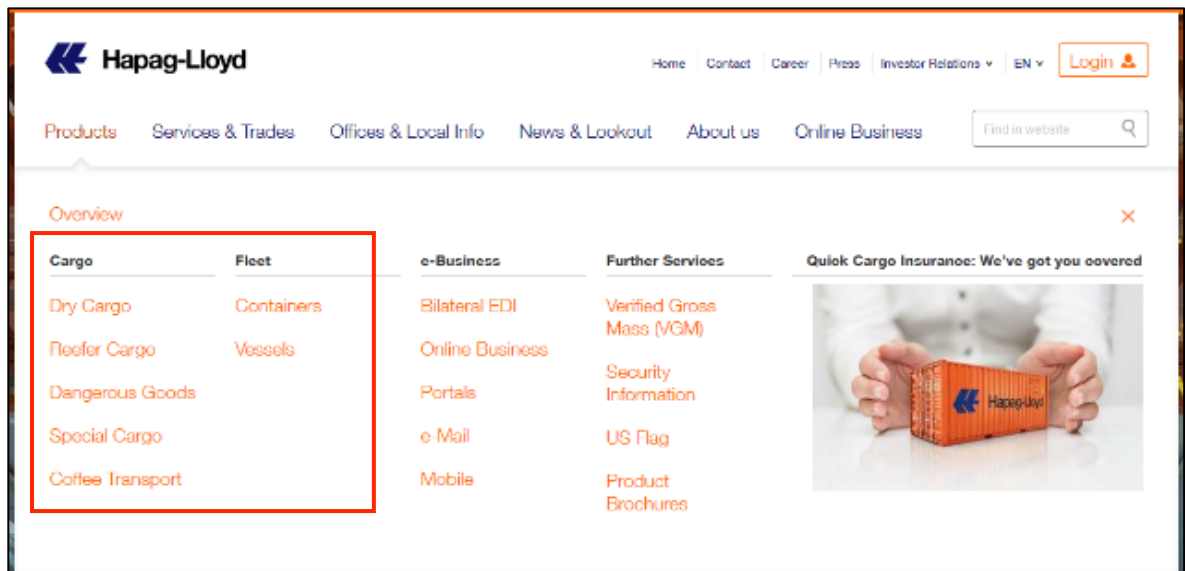 Hapag-Lloyd
Home Contact Career Press Investor Relations EN Login
Products Services & Trades Offices & Local Info News & Lookout About us Online Business Find in website
Overview
Cargo
Dry Cargo
Reefer Cargo
Dangerous Goods
Special Cargo
Coffee Transport
Fleet
Containers
Vessels
e-Business
Bilateral EDI
Online Business
Portals
e-Mail
Mobile
Further Services
Verified Gross
Mass (VGM)
Security
Information
US Flag
Product
Brochures
Quick Cargo Insurance: We've got you covered
Hapag-Lloyd